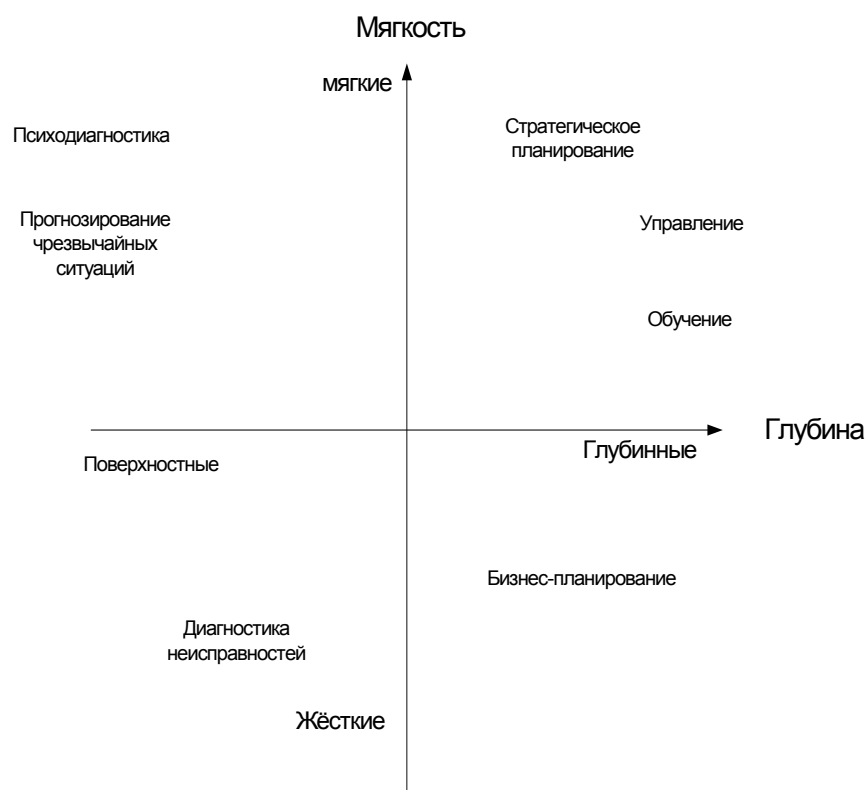 Мягкость
мягкие
Психодиагностика
Стратегическое
планирование
Прогнозирование
чрезвычайных
ситуаций
Управление
Обучение
Глубина
Глубинные
Поверхностные
Бизнес-планирование
Диагностика
неисправностей
Жёсткие